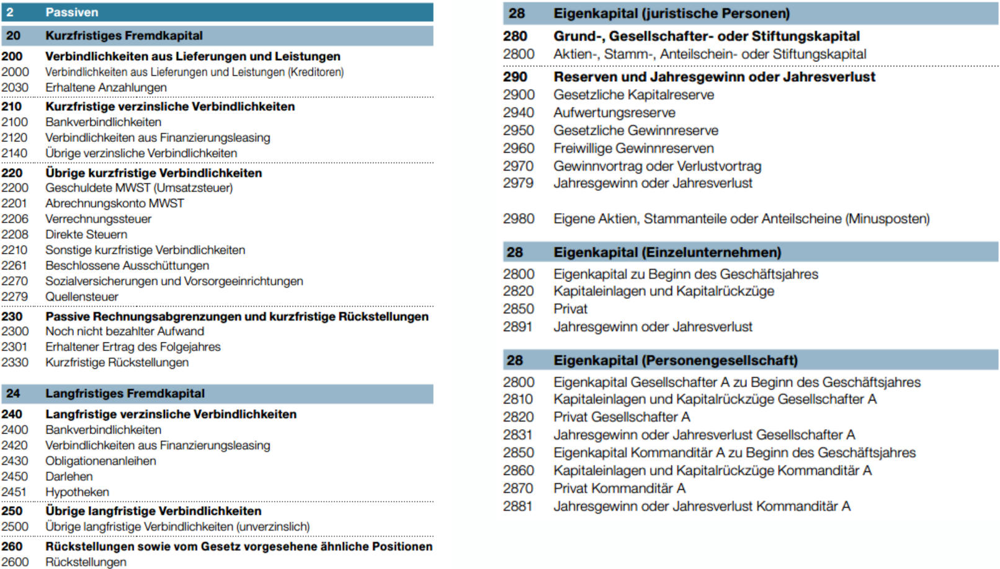 2 Passiven
20 Kurzfristiges Fremdkapital
200 Verbindlichkeiten aus Lieferungen und Leistungen
2000 Verbindlichkeiten aus Lieferungen und Leistungen (Kreditoren)
2030 Erhaltene Anzahlungen
210 Kurzfristige verzinsliche Verbindlichkeiten
2100 Bankverbindlichkeiten
2120 Verbindlichkeiten aus Finanzierungsleasing
2140 Übrige verzinsliche Verbindlichkeiten
220 Übrige kurzfristige Verbindlichkeiten
2200 Geschuldete MWST (Umsatzsteuer)
2201 Abrechnungskonto MWST
2206 Verrechnungssteuer
2208 Direkte Steuern
2210 Sonstige kurzfristige Verbindlichkeiten
2261 Beschlossene Ausschüttungen
2270 Sozialversicherungen und Vorsorgeeinrichtungen
2279 Quellensteuer
230 Passive Rechnungsabgrenzungen und kurzfristige Rückstellungen
2300 Noch nicht bezahlter Aufwand
2301 Erhaltener Ertrag des Folgejahres
2330 Kurzfristige Rückstellungen
24 Langfristiges Fremdkapital
240 Langfristige verzinsliche Verbindlichkeiten
2400 Bankverbindlichkeiten
2420 Verbindlichkeiten aus Finanzierungsleasing
2430 Obligationenanleihen
2450 Darlehen
2451 Hypotheken
250 Übrige langfristige Verbindlichkeiten
2500 Übrige langfristige Verbindlichkeiten (unverzinslich)
260 Rückstellungen sowie vom Gesetz vorgesehene ähnliche Positionen
2600 Rückstellungen
28 Eigenkapital (juristische Personen)
280 Grund-, Gesellschafter- oder Stiftungskapital
2800 Aktien-, Stamm-, Anteilschein- oder Stiftungskapital
290 Reserven und Jahresgewinn oder Jahresverlust
2900 Gesetzliche Kapitalreserve
2940 Aufwertungsreserve
2950 Gesetzliche Gewinnreserve
2960 Freiwillige Gewinnreserven
2970 Gewinnvortrag oder Verlustvortrag
2979 Jahresgewinn oder Jahresverlust
2980 Eigene Aktien, Stammanteile oder Anteilscheine (Minusposten)
28 Eigenkapital (Einzelunternehmen)
2800 Eigenkapital zu Beginn des Geschäftsjahres
2820 Kapitaleinlagen und Kapitalrückzüge
2850 Privat
2891 Jahresgewinn oder Jahresverlust
28 Eigenkapital (Personengesellschaft)
2800 Eigenkapital Gesellschafter A zu Beginn des Geschäftsjahres
2810 Kapitaleinlagen und Kapitalrückzüge Gesellschafter A
2820 Privat Gesellschafter A
2831 Jahresgewinn oder Jahresverlust Gesellschafter A
2850 Eigenkapital Kommanditär A zu Beginn des Geschäftsjahres
2860 Kapitaleinlagen und Kapitalrückzüge Kommanditär A
2870 Privat Kommanditär A
2881 Jahresgewinn oder Jahresverlust Kommanditär A